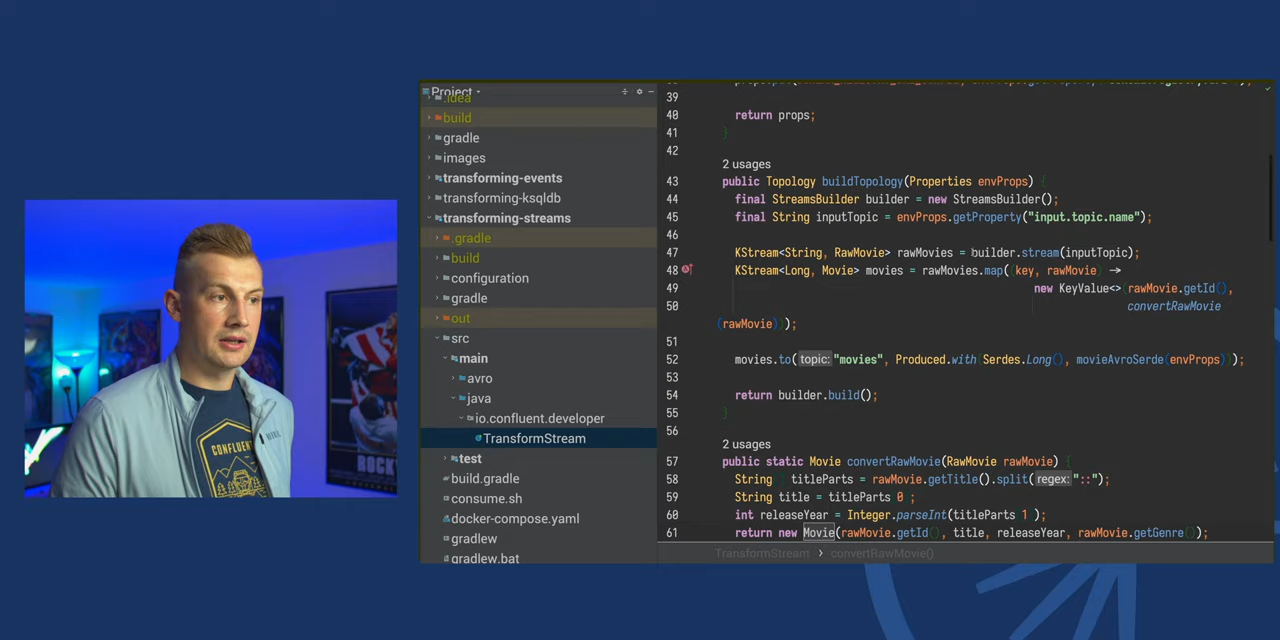 CONFLUENT
ROCKY
Project
.idea
build
gradle
images
transforming-events
transforming-ksqldb
transforming-streams
.gradle
build
configuration
gradle
out
src
main
avro
java
io.confluent.developer
TransformStream
test
build.gradle
consume.sh
docker-compose.yaml
gradlew
gradlew.bat
39
40 return props;
41 }
42
2 usages
43 public Topology buildTopology(Properties envProps) {
44 final StreamsBuilder builder = new StreamsBuilder();
45 final String inputTopic = envProps.getProperty("input.topic.name");
46
47 KStream<String, RawMovie> rawMovies = builder.stream(inputTopic);
48 KStream<Long, Movie> movies = rawMovies.map((key, rawMovie) →
49 new KeyValue<>(rawMovie.getId(),
50 convertRawMovie
(rawMovie)));
51
52 movies.to( topic: "movies", Produced.with(Serdes.Long(), movieAvroSerde(envProps)));
53
54 return builder.build();
55 }
56
2 usages
57 public static Movie convertRawMovie(RawMovie rawMovie) {
58 String titleParts = rawMovie.getTitle().split( regex: "::");
59 String title = titleParts 0 ;
60 int releaseYear = Integer.parseInt(titleParts 1 );
61 return new Movie(rawMovie.getId(), title, releaseYear, rawMovie.getGenre());
TransformStream > convertRawMovie()